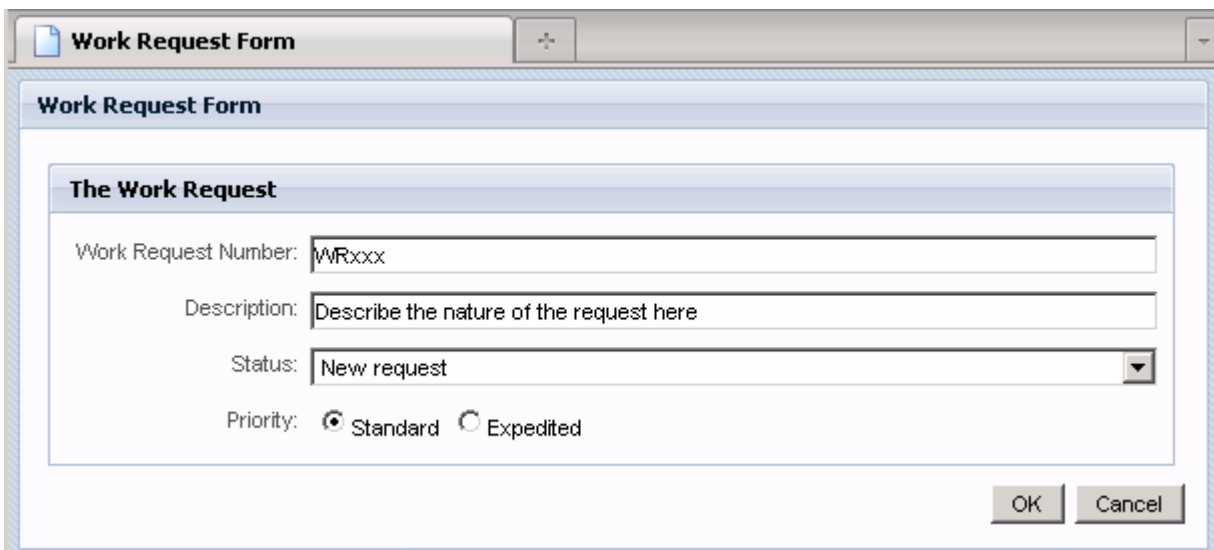 Work Request Form
Work Request Form
The Work Request
Work Request Number: WRxxx
Description: Describe the nature of the request here
Status: New request
Priority: Standard Expedited
OK Cancel